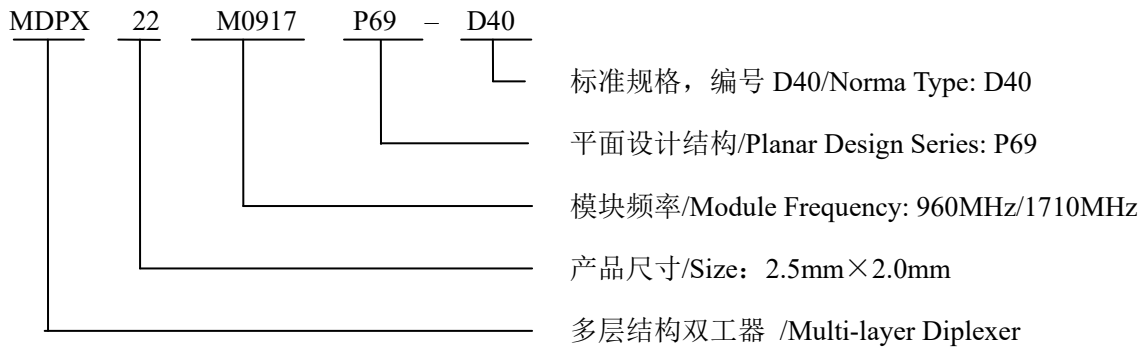 MDPX 22 M0917 P69 – D40
标准规格，编号 D40/Norma Type: D40
平面设计结构/Planar Design Series: P69
模块频率/Module Frequency: 960MHz/1710MHz
产品尺寸/Size：2.5mm×2.0mm
多层结构双工器 /Multi-layer Diplexer